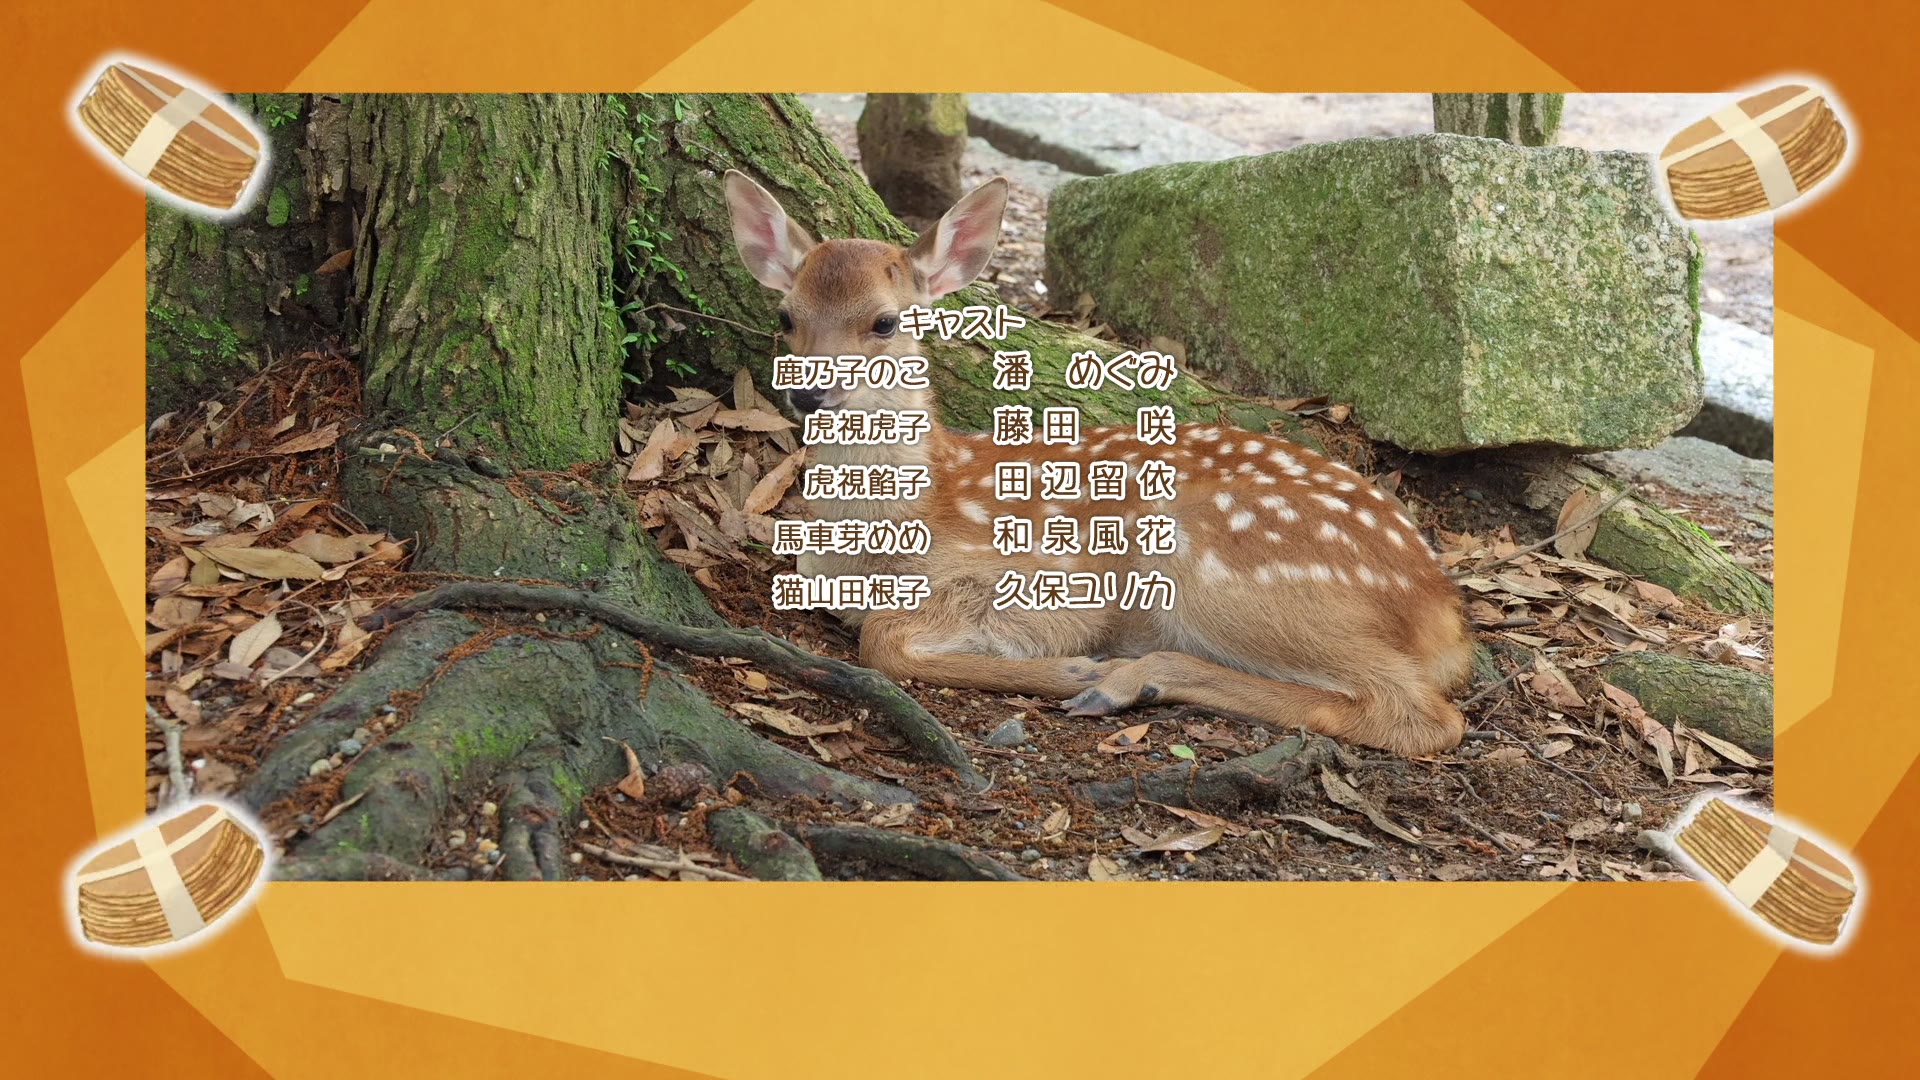 キャスト
鹿乃子のこ　潘　めぐみ
虎視虎子　藤田　咲
虎視餡子　田辺留依
馬車芽めめ　和泉風花
猫山田根子　久保ユリカ